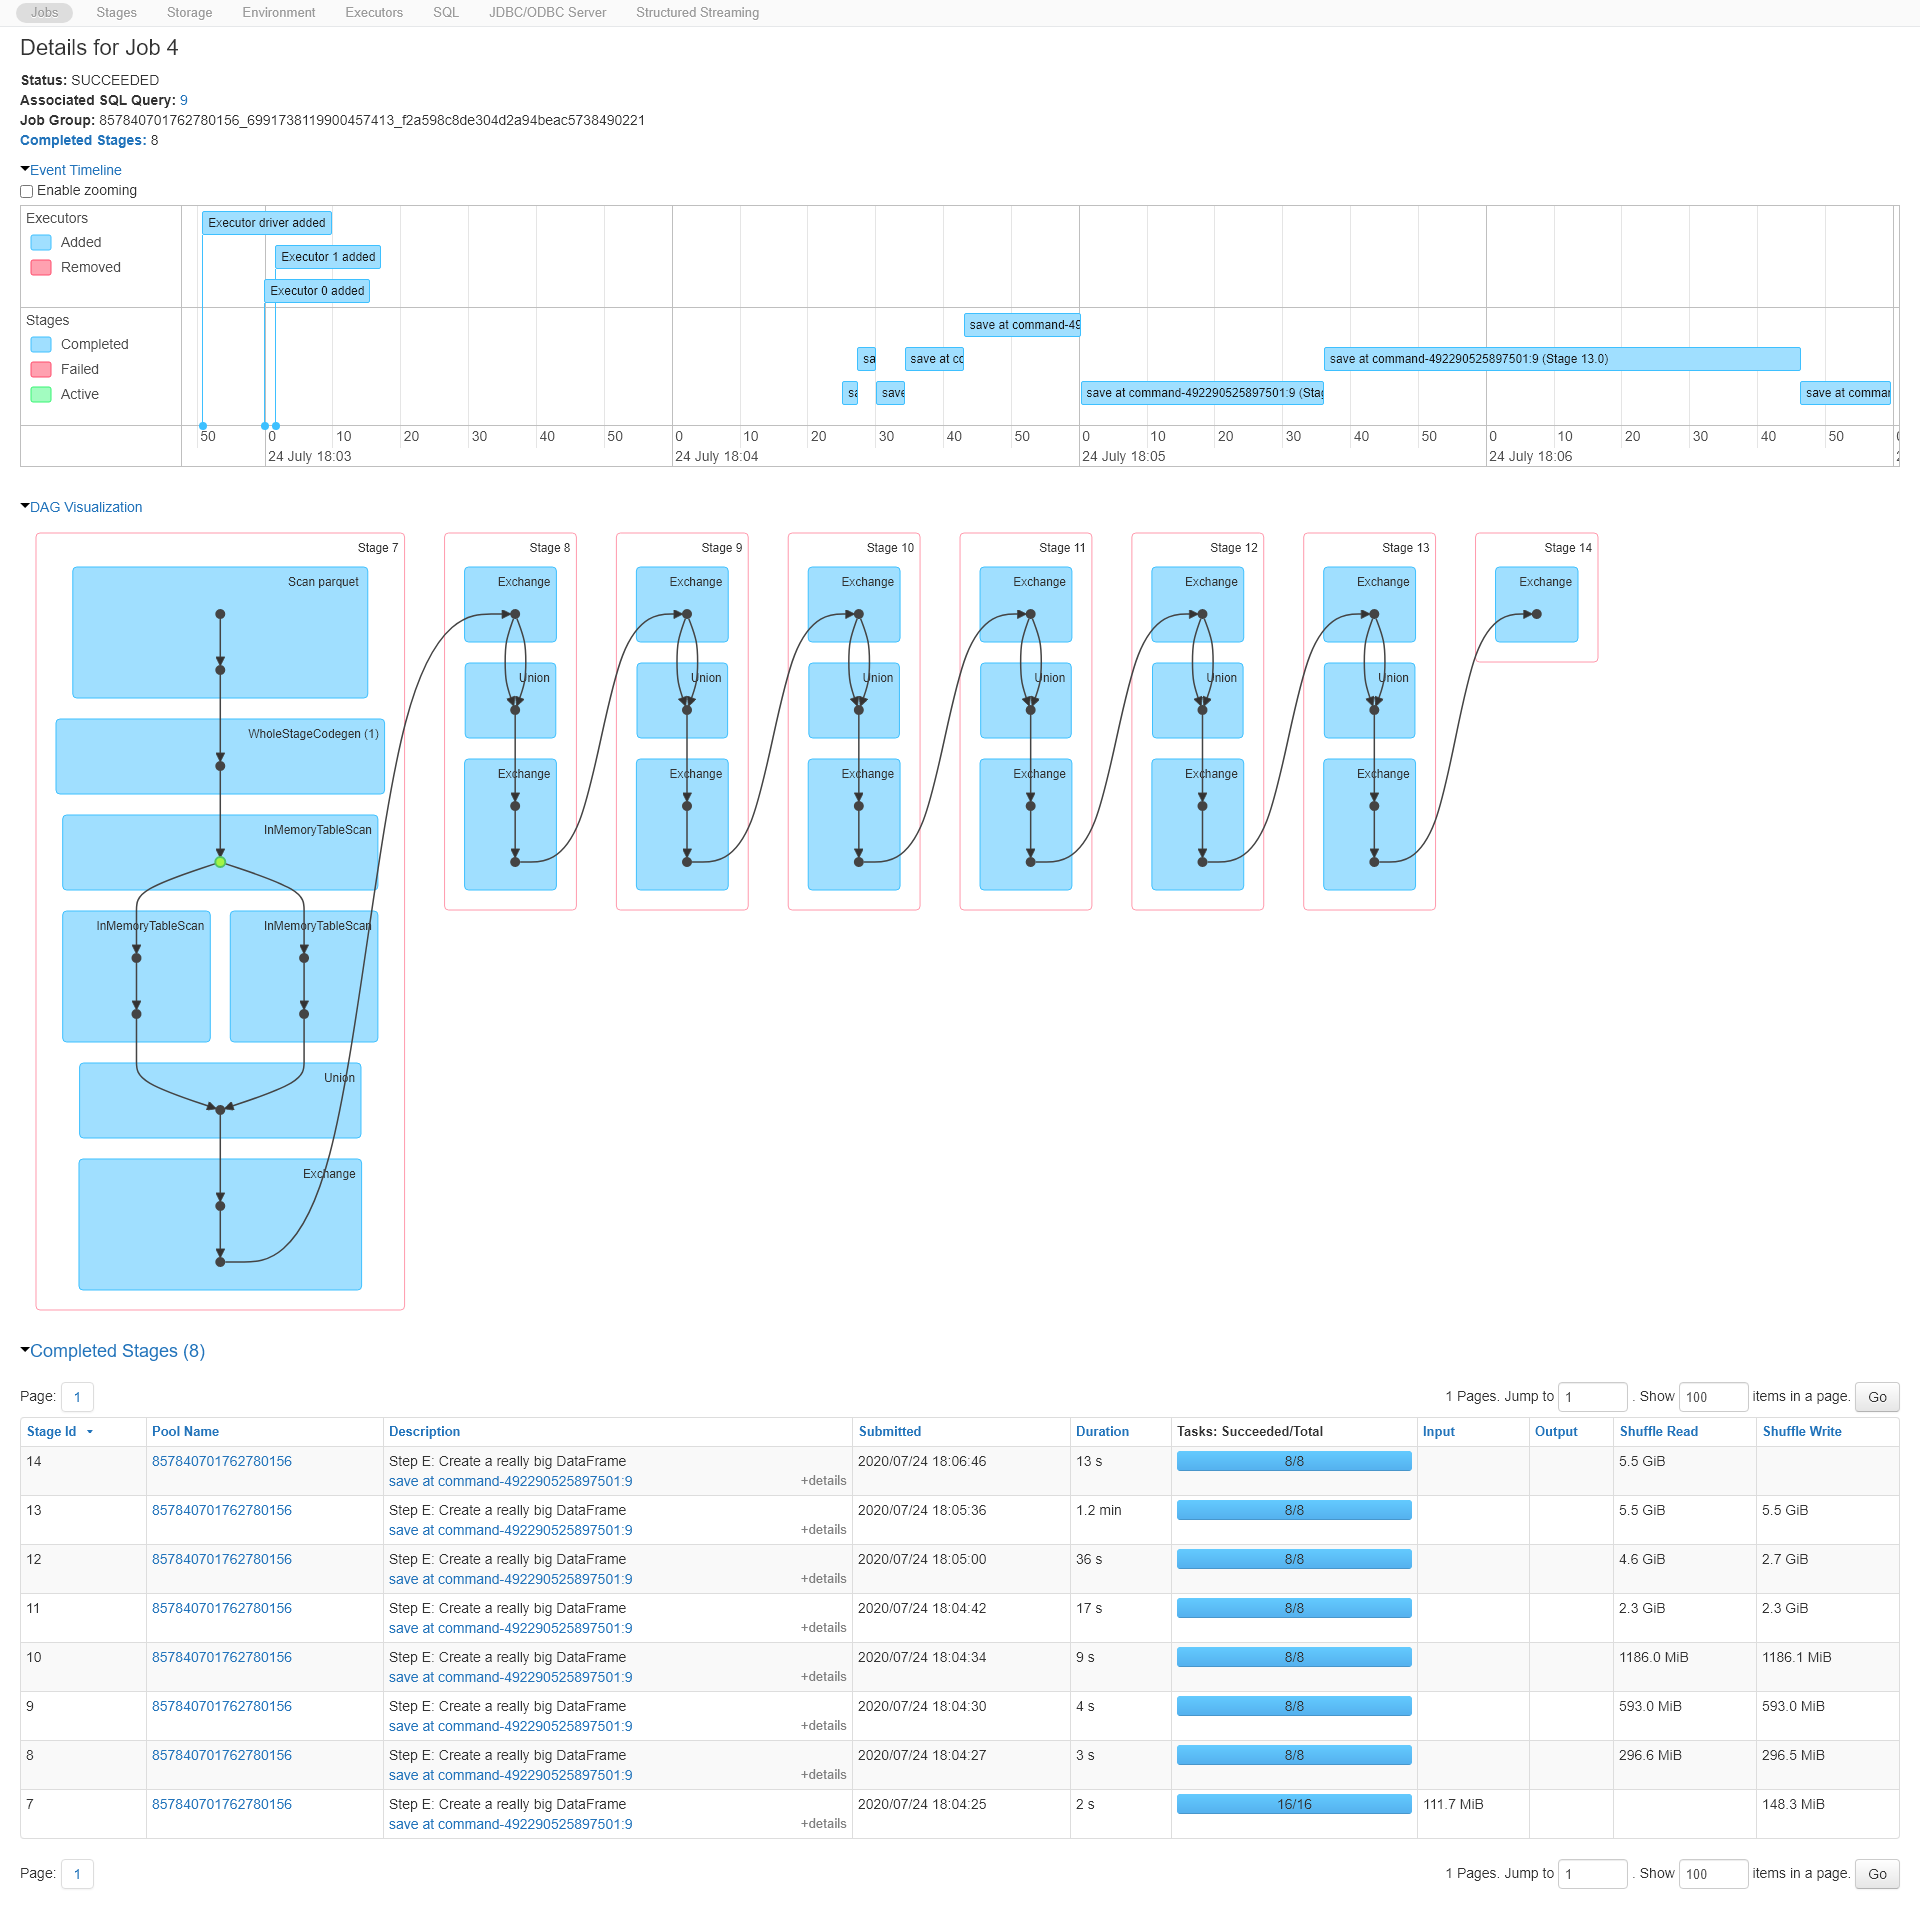 Jobs Stages Storage Environment Executors SQL JDBC/ODBC Server Structured Streaming
Details for Job 4
Status: SUCCEEDED
Associated SQL Query: 9
Job Group: 857840701762780156_6991738119900457413_f2a598c8de304d2a94beac5738490221
Completed Stages: 8
Event Timeline
Enable zooming
Executors
Added
Removed
Executor driver added
Executor 1 added
Executor 0 added
Stages
Completed
Failed
Active
save at command-49
sa save at co save at command-492290525897501:9 (Stage 13.0)
sa save save at command-492290525897501:9 (Stag save at comman
50 0 10 20 30 40 50 0 10 20 30 40 50 0 10 20 30 40 50 0 10 20 30 40 50
24 July 18:03 24 July 18:04 24 July 18:05 24 July 18:06
DAG Visualization
Stage 7 Stage 8 Stage 9 Stage 10 Stage 11 Stage 12 Stage 13 Stage 14
Scan parquet Exchange Exchange Exchange Exchange Exchange Exchange Exchange
Union Union Union Union Union Union
WholeStageCodegen (1)
Exchange Exchange Exchange Exchange Exchange Exchange
InMemoryTableScan
InMemoryTableScan InMemoryTableScan
Union
Exchange
Completed Stages (8)
Page: 1 1 Pages. Jump to 1 . Show 100 items in a page. Go
Stage Id Pool Name Description Submitted Duration Tasks: Succeeded/Total Input Output Shuffle Read Shuffle Write
14 857840701762780156 Step E: Create a really big DataFrame 2020/07/24 18:06:46 13 s 8/8 5.5 GiB
save at command-492290525897501:9 +details
13 857840701762780156 Step E: Create a really big DataFrame 2020/07/24 18:05:36 1.2 min 8/8 5.5 GiB 5.5 GiB
save at command-492290525897501:9 +details
12 857840701762780156 Step E: Create a really big DataFrame 2020/07/24 18:05:00 36 s 8/8 4.6 GiB 2.7 GiB
save at command-492290525897501:9 +details
11 857840701762780156 Step E: Create a really big DataFrame 2020/07/24 18:04:42 17 s 8/8 2.3 GiB 2.3 GiB
save at command-492290525897501:9 +details
10 857840701762780156 Step E: Create a really big DataFrame 2020/07/24 18:04:34 9 s 8/8 1186.0 MiB 1186.1 MiB
save at command-492290525897501:9 +details
9 857840701762780156 Step E: Create a really big DataFrame 2020/07/24 18:04:30 4 s 8/8 593.0 MiB 593.0 MiB
save at command-492290525897501:9 +details
8 857840701762780156 Step E: Create a really big DataFrame 2020/07/24 18:04:27 3 s 8/8 296.6 MiB 296.5 MiB
save at command-492290525897501:9 +details
7 857840701762780156 Step E: Create a really big DataFrame 2020/07/24 18:04:25 2 s 16/16 111.7 MiB 148.3 MiB
save at command-492290525897501:9 +details
Page: 1 1 Pages. Jump to 1 . Show 100 items in a page. Go